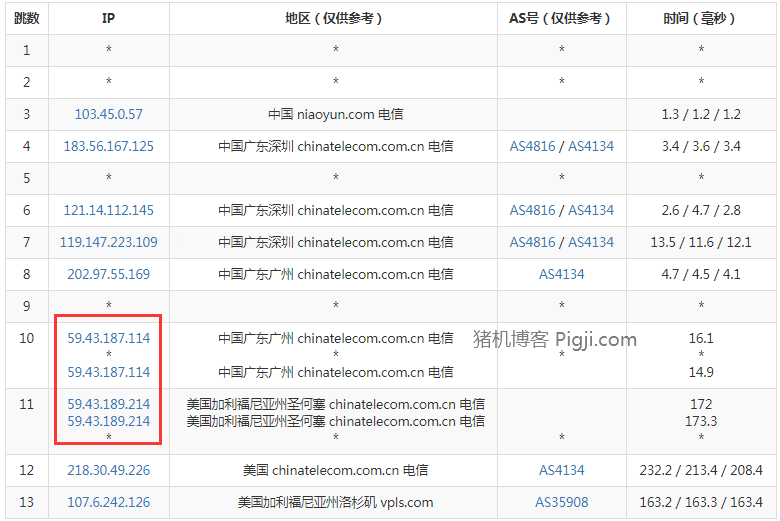 跳数 IP 地区（仅供参考） AS号（仅供参考） 时间（毫秒）
1 * * * *
2 * * * *
3 103.45.0.57 中国 niaoyun.com 电信 1.3 / 1.2 / 1.2
4 183.56.167.125 中国广东深圳 chinatelecom.com.cn 电信 AS4816 / AS4134 3.4 / 3.6 / 3.4
5 * * * *
6 121.14.112.145 中国广东深圳 chinatelecom.com.cn 电信 AS4816 / AS4134 2.6 / 4.7 / 2.8
7 119.147.223.109 中国广东深圳 chinatelecom.com.cn 电信 AS4816 / AS4134 13.5 / 11.6 / 12.1
8 202.97.55.169 中国广东广州 chinatelecom.com.cn 电信 AS4134 4.7 / 4.5 / 4.1
9 * * * *
10 59.43.187.114 中国广东广州 chinatelecom.com.cn 电信 16.1
猪机博客 Pigji.com
* * * *
59.43.187.114 中国广东广州 chinatelecom.com.cn 电信 14.9
11 59.43.189.214 美国加利福尼亚州圣何塞 chinatelecom.com.cn 电信 172
59.43.189.214 美国加利福尼亚州圣何塞 chinatelecom.com.cn 电信 173.3
* * * *
12 218.30.49.226 美国 chinatelecom.com.cn 电信 AS4134 232.2 / 213.4 / 208.4
13 107.6.242.126 美国加利福尼亚州洛杉矶 vpls.com AS35908 163.2 / 163.3 / 163.4